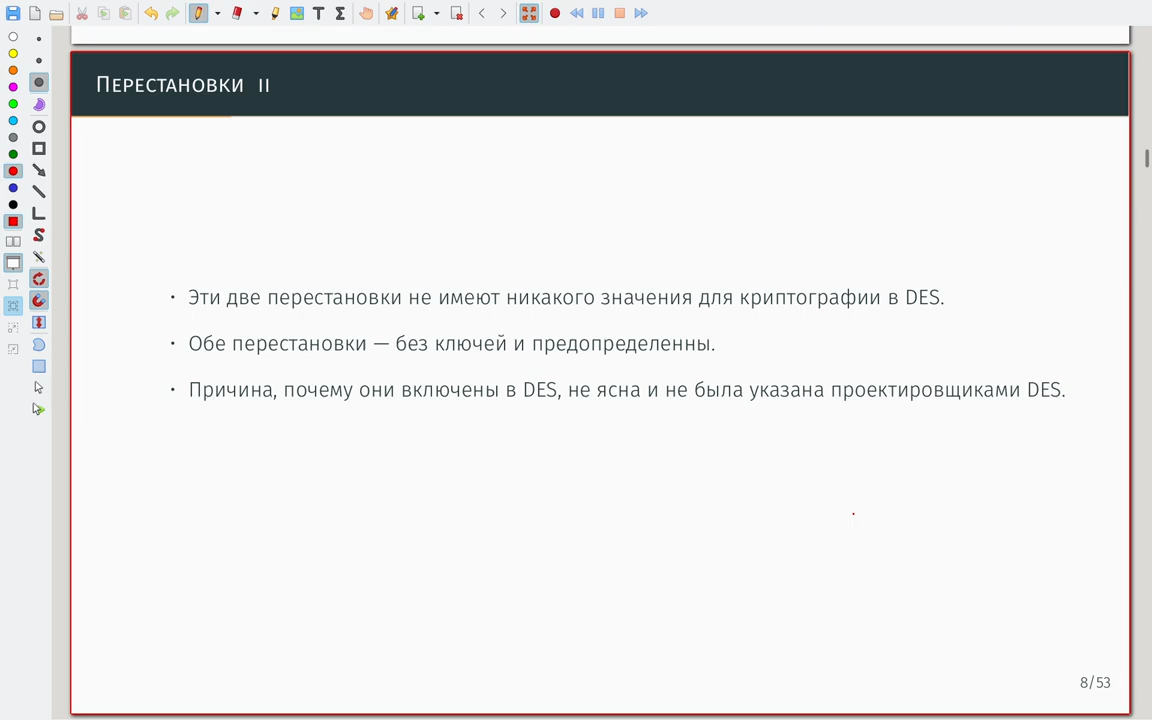 Перестановки II
· Эти две перестановки не имеют никакого значения для криптографии в DES.
· Обе перестановки — без ключей и предопределенны.
· Причина, почему они включены в DES, не ясна и не была указана проектировщиками DES.
8/53